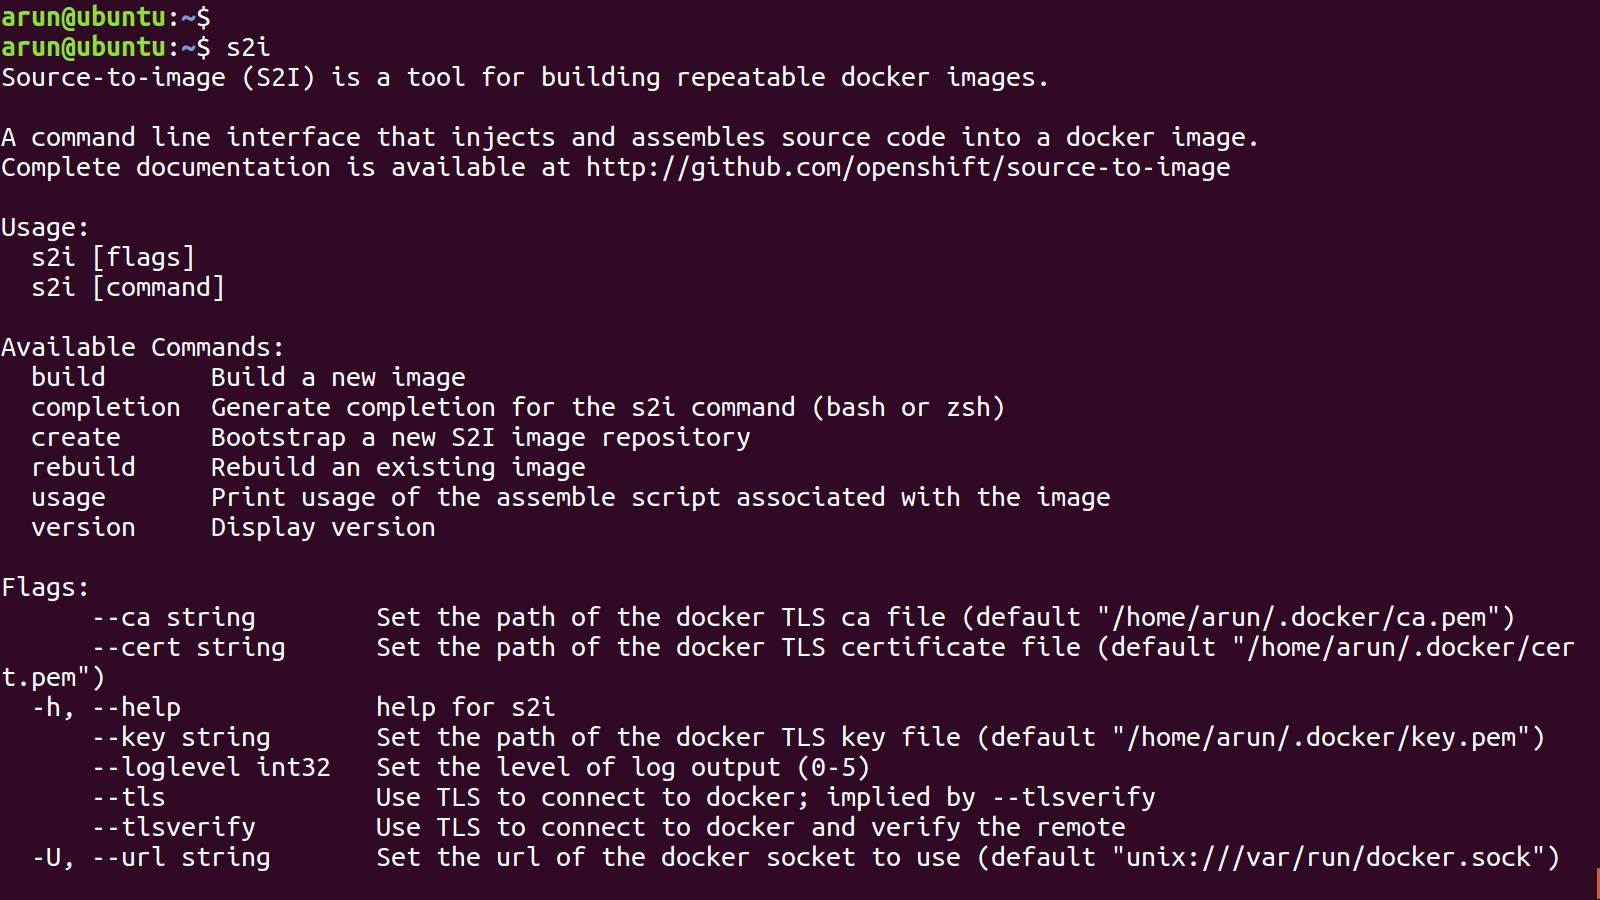 arun@ubuntu:~$
arun@ubuntu:~$ s2i
Source-to-image (S2I) is a tool for building repeatable docker images.

A command line interface that injects and assembles source code into a docker image.
Complete documentation is available at http://github.com/openshift/source-to-image

Usage:
  s2i [flags]
  s2i [command]

Available Commands:
  build       Build a new image
  completion  Generate completion for the s2i command (bash or zsh)
  create      Bootstrap a new S2I image repository
  rebuild     Rebuild an existing image
  usage       Print usage of the assemble script associated with the image
  version     Display version

Flags:
      --ca string        Set the path of the docker TLS ca file (default "/home/arun/.docker/ca.pem")
      --cert string      Set the path of the docker TLS certificate file (default "/home/arun/.docker/cer
t.pem")
  -h, --help             help for s2i
      --key string       Set the path of the docker TLS key file (default "/home/arun/.docker/key.pem")
      --loglevel int32   Set the level of log output (0-5)
      --tls              Use TLS to connect to docker; implied by --tlsverify
      --tlsverify        Use TLS to connect to docker and verify the remote
  -U, --url string       Set the url of the docker socket to use (default "unix:///var/run/docker.sock")